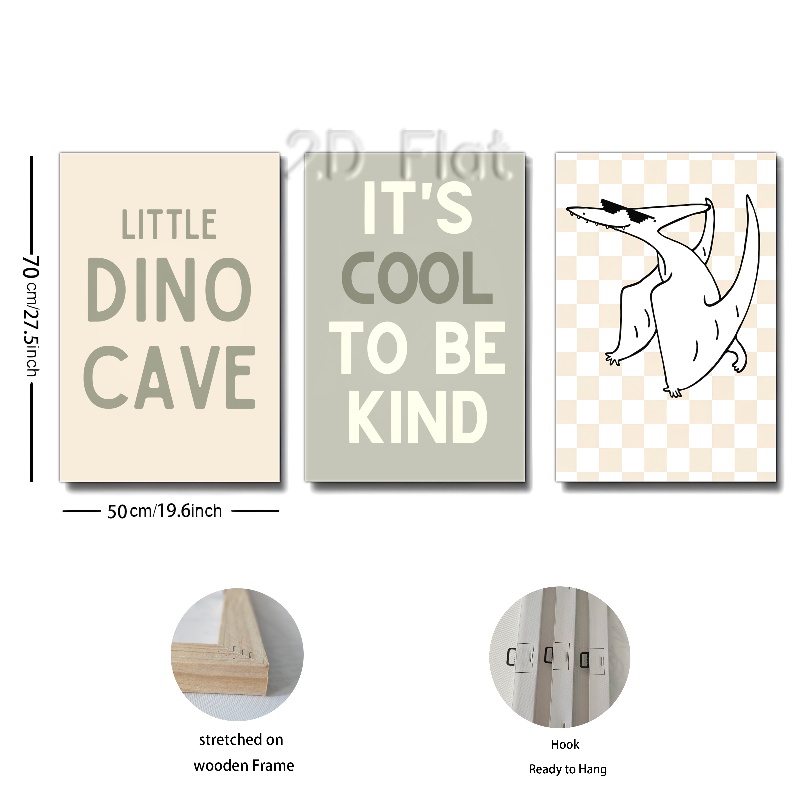 2D Flat
LITTLE
DINO
CAVE
IT'S
COOL
TO BE
KIND
70 cm/27.5inch
50cm/19.6inch
stretched on
wooden Frame
Hook
Ready to Hang